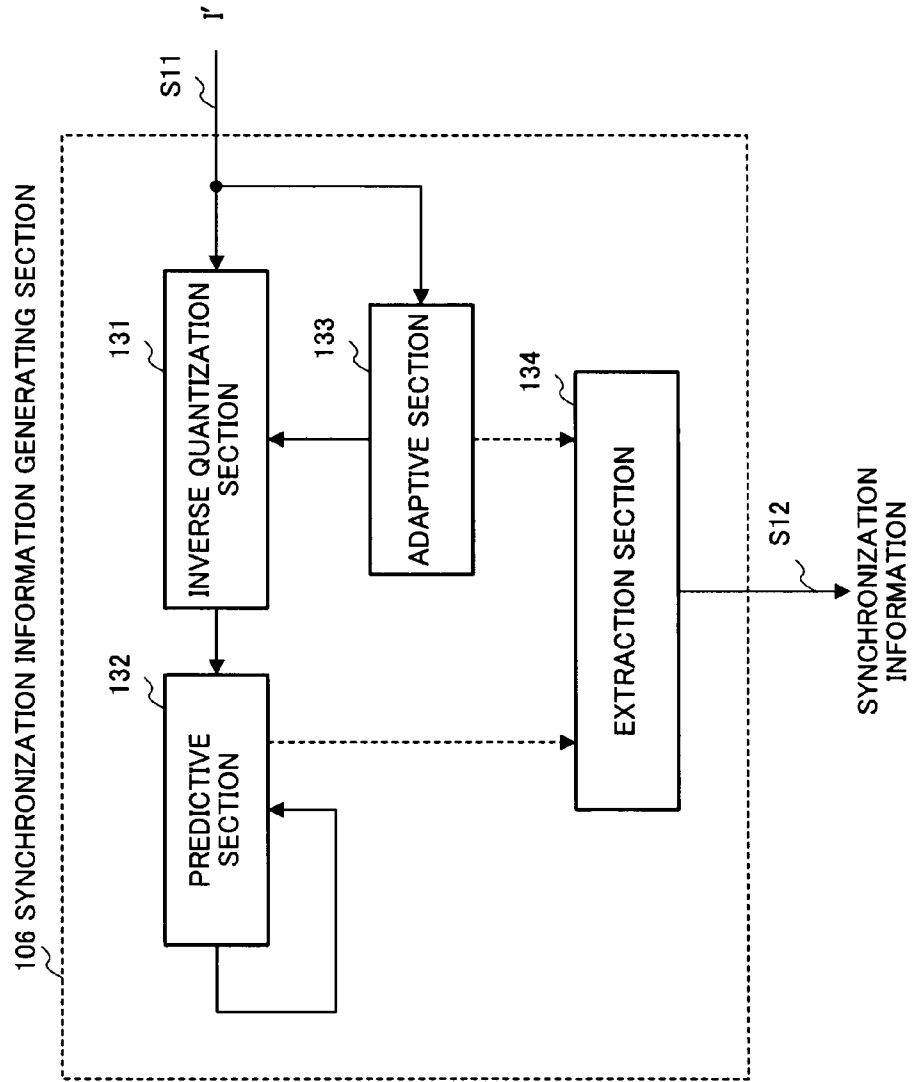 106 SYNCHRONIZATION INFORMATION GENERATING SECTION
I'
S11
131
INVERSE QUANTIZATION
SECTION
132
PREDICTIVE
SECTION
133
ADAPTIVE SECTION
134
EXTRACTION SECTION
S12
SYNCHRONIZATION
INFORMATION